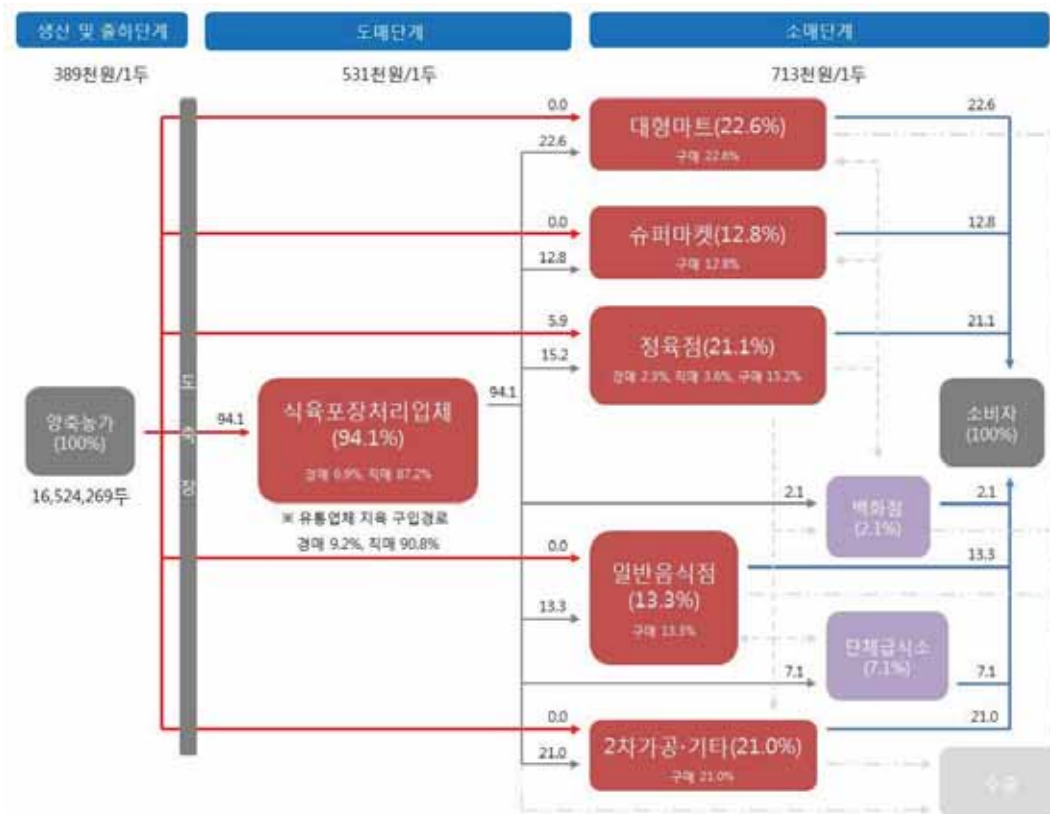 생산 및 출하단계
도매단계
소매단계
389천원/1두
531천원/1두
713천원/1두
0.0
대형마트(22.6%)
구매 22.6%
22.6
22.6
0.0
슈퍼마켓(12.8%)
구매 12.8%
12.8
12.8
5.9
정육점(21.1%)
경매 2.3%, 직매 3.6%, 구매 15.2%
21.1
15.2
도축장
양축농가
(100%)
16,524,269두
94.1
식육포장처리업체
(94.1%)
경매 6.9%, 직매 87.2%
94.1
※ 유통업체 지육 구입경로
경매 9.2%, 직매 90.8%
소비자
(100%)
2.1
백화점
(2.1%)
2.1
0.0
일반음식점
(13.3%)
구매 13.3%
13.3
13.3
단체급식소
(7.1%)
7.1
7.1
0.0
2차가공·기타(21.0%)
구매 21.0%
21.0
21.0
수출